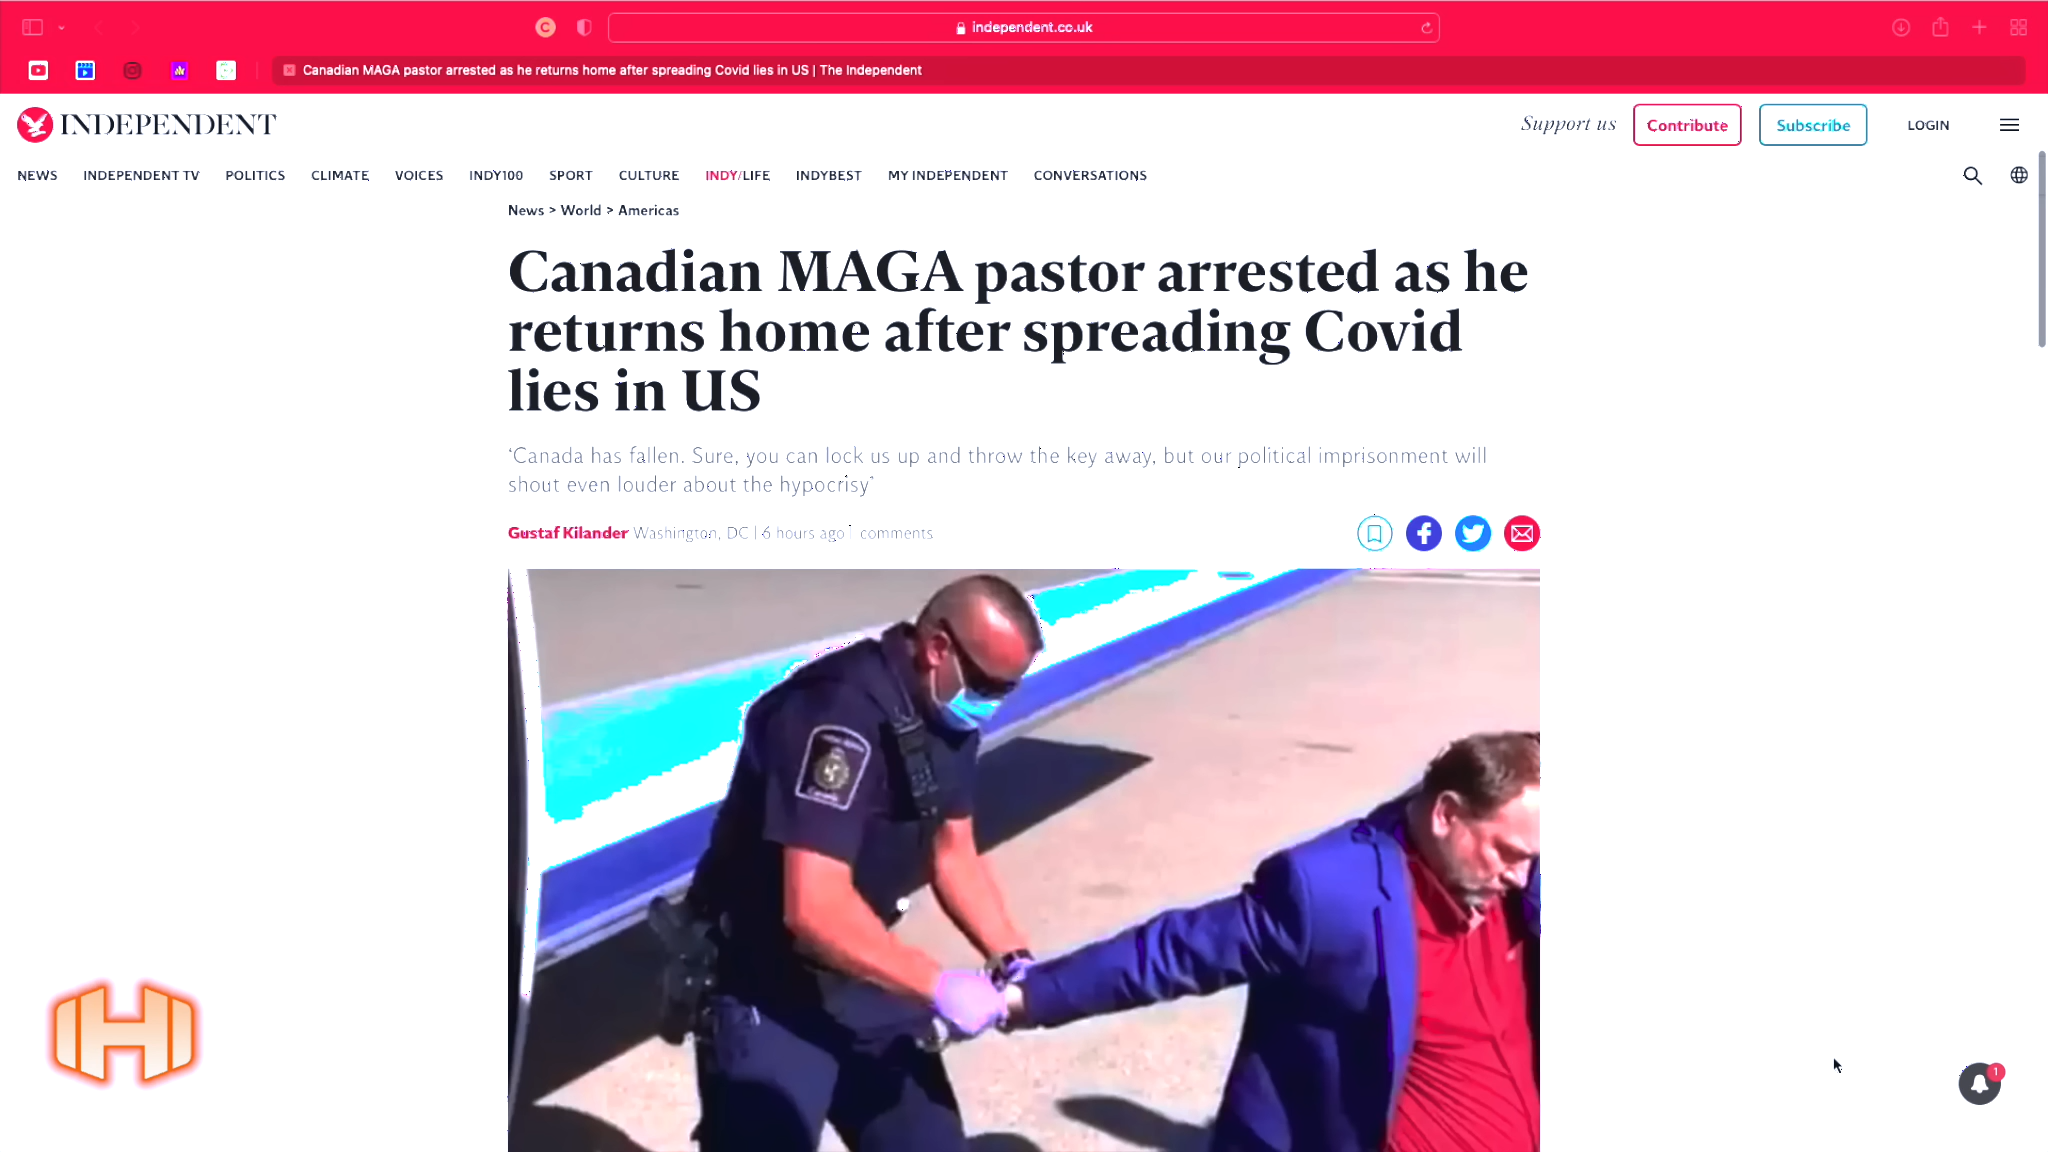 independent.co.uk
Canadian MAGA pastor arrested as he returns home after spreading Covid lies in US | The Independent
INDEPENDENT
Support us
Contribute
Subscribe
LOGIN
NEWS INDEPENDENT TV POLITICS CLIMATE VOICES INDY100 SPORT CULTURE INDY/LIFE INDYBEST MY INDEPENDENT CONVERSATIONS
News > World > Americas
Canadian MAGA pastor arrested as he
returns home after spreading Covid
lies in US
‘Canada has fallen. Sure, you can lock us up and throw the key away, but our political imprisonment will
shout even louder about the hypocrisy’
Gustaf Kilander Washington, DC | 6 hours ago | comments
Canada
H
1